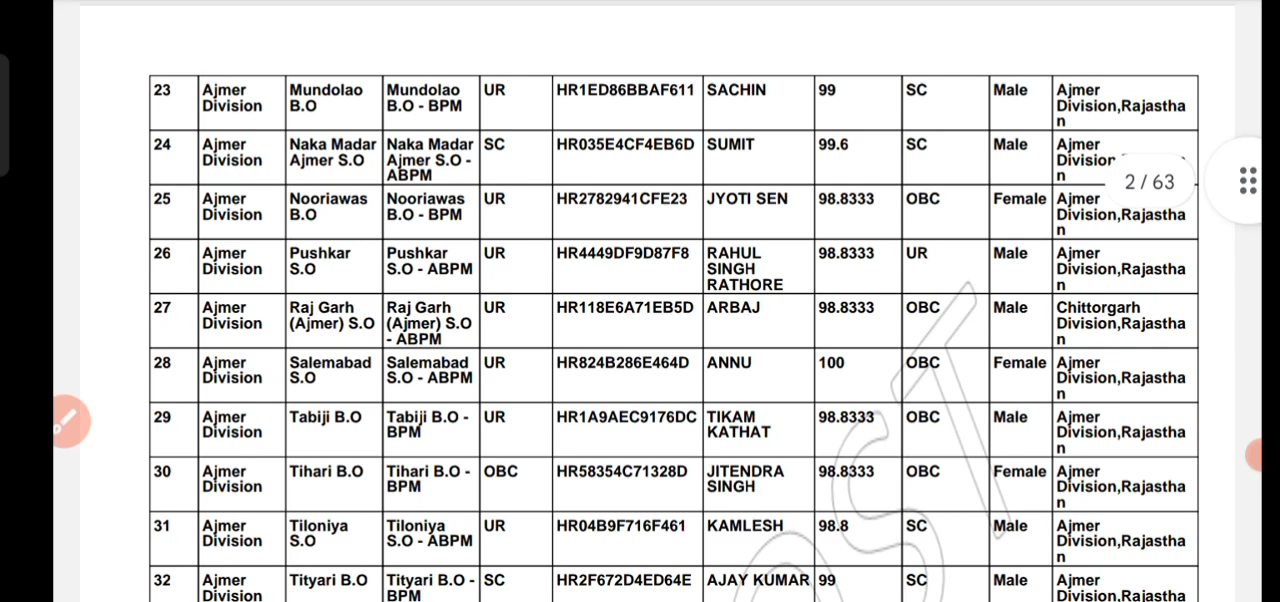 23 Ajmer Division Mundolao B.O Mundolao B.O - BPM UR HR1ED86BBAF611 SACHIN 99 SC Male Ajmer Division,Rajasthan
24 Ajmer Division Naka Madar Ajmer S.O Naka Madar Ajmer S.O - ABPM SC HR035E4CF4EB6D SUMIT 99.6 SC Male Ajmer Division n
2 / 63
25 Ajmer Division Nooriawas B.O Nooriawas B.O - BPM UR HR2782941CFE23 JYOTI SEN 98.8333 OBC Female Ajmer Division,Rajasthan
26 Ajmer Division Pushkar S.O Pushkar S.O - ABPM UR HR4449DF9D87F8 RAHUL SINGH RATHORE 98.8333 UR Male Ajmer Division,Rajasthan
27 Ajmer Division Raj Garh (Ajmer) S.O Raj Garh (Ajmer) S.O - ABPM UR HR118E6A71EB5D ARBAJ 98.8333 OBC Male Chittorgarh Division,Rajasthan
28 Ajmer Division Salemabad S.O Salemabad S.O - ABPM UR HR824B286E464D ANNU 100 OBC Female Ajmer Division,Rajasthan
29 Ajmer Division Tabiji B.O Tabiji B.O - BPM UR HR1A9AEC9176DC TIKAM KATHAT 98.8333 OBC Male Ajmer Division,Rajasthan
30 Ajmer Division Tihari B.O Tihari B.O - BPM OBC HR58354C71328D JITENDRA SINGH 98.8333 OBC Female Ajmer Division,Rajasthan
31 Ajmer Division Tiloniya S.O Tiloniya S.O - ABPM UR HR04B9F716F461 KAMLESH 98.8 SC Male Ajmer Division,Rajasthan
32 Ajmer Division Tityari B.O Tityari B.O - BPM SC HR2F672D4ED64E AJAY KUMAR 99 SC Male Ajmer Division,Rajastha
OST